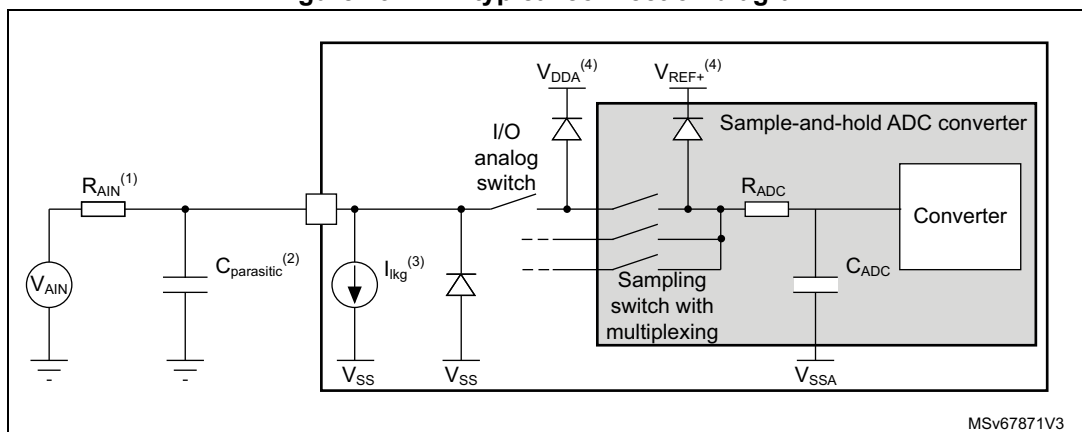 V_DDA(4)
V_REF+(4)
Sample-and-hold ADC converter
I/O
analog
switch
R_AIN(1)
R_ADC
Converter
C_parasitic(2)
I_lkg(3)
C_ADC
V_AIN
Sampling
switch with
multiplexing
V_SS
V_SS
V_SSA
MSv67871V3